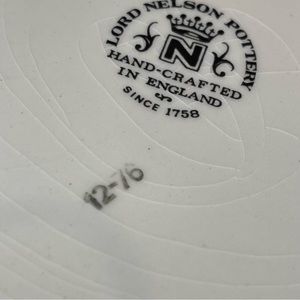 LORD NELSON POTTERY
N
HAND-CRAFTED
IN ENGLAND
SINCE 1758
12-76